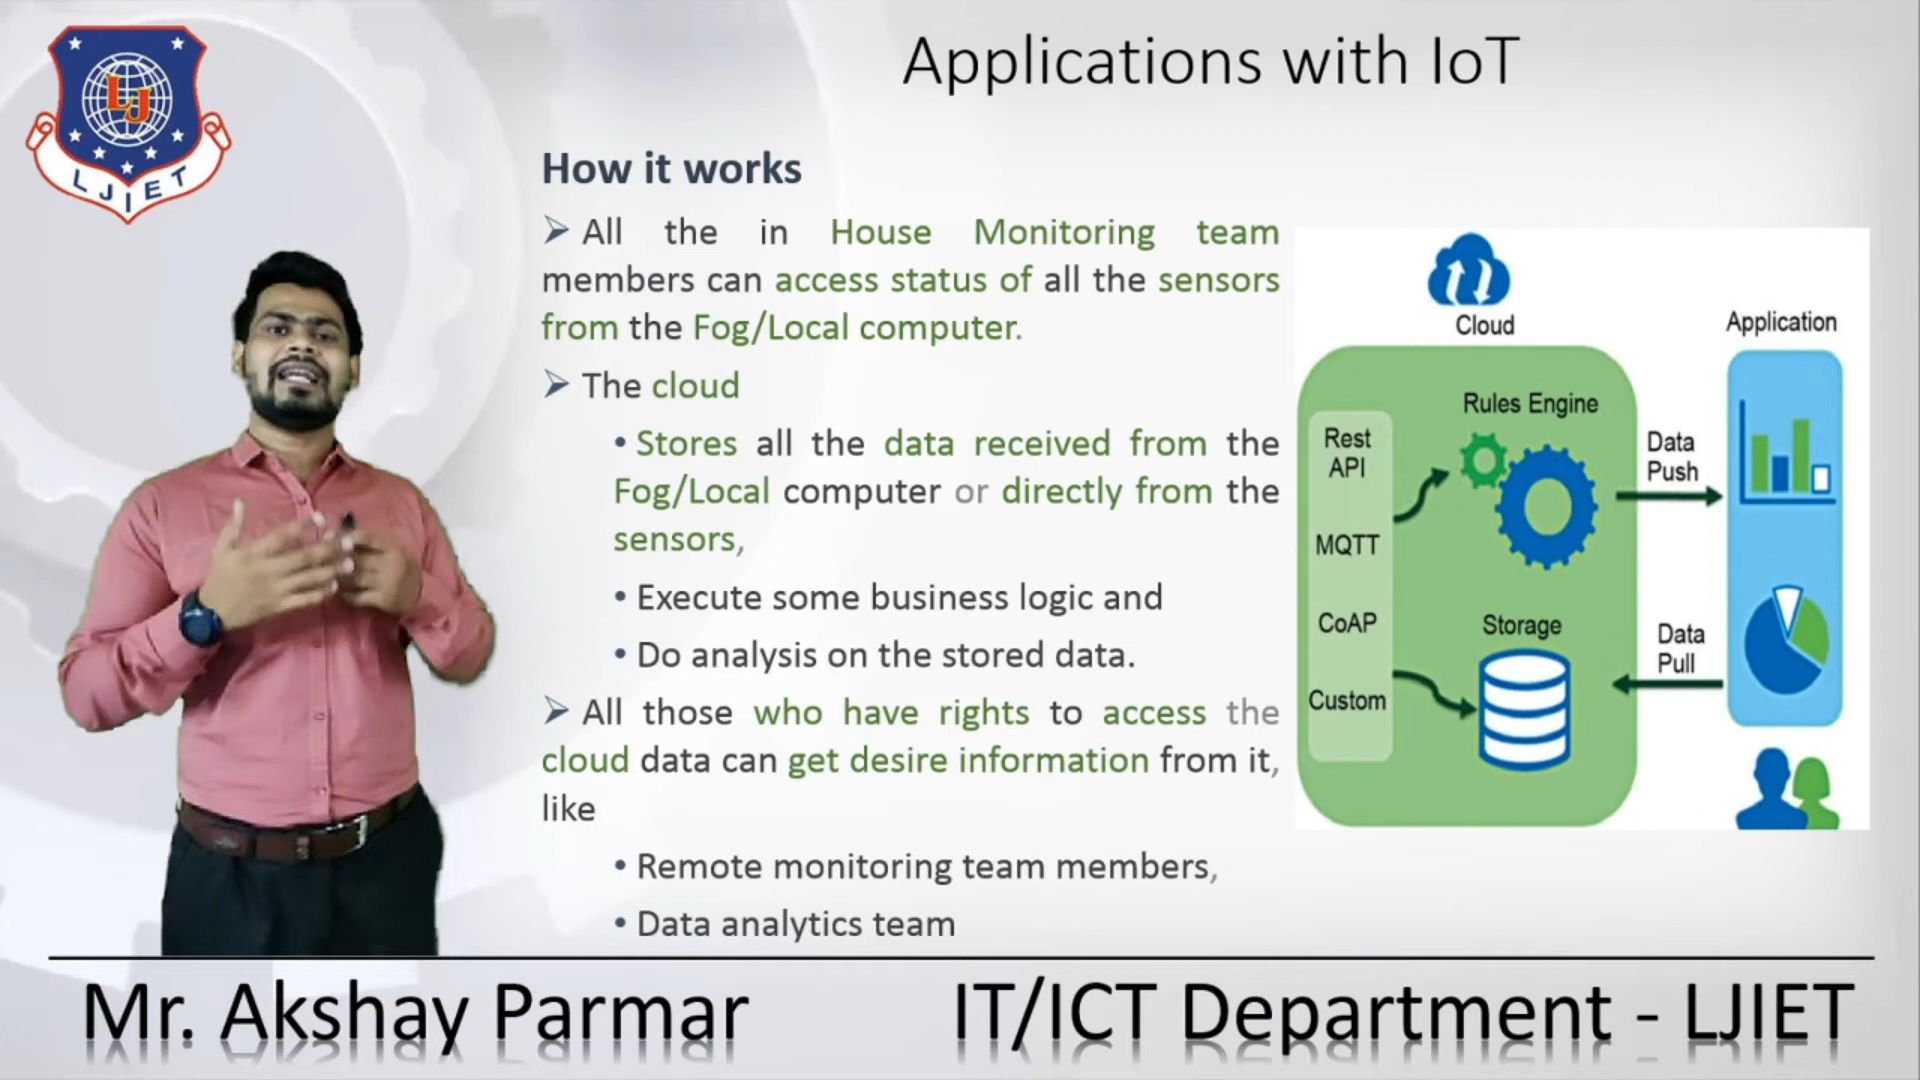 LJ
LJIET
Applications with IoT
How it works
➢ All the in House Monitoring team
members can access status of all the sensors
from the Fog/Local computer.
➢ The cloud
• Stores all the data received from the
Fog/Local computer or directly from the
sensors,
• Execute some business logic and
• Do analysis on the stored data.
➢ All those who have rights to access the
cloud data can get desire information from it,
like
• Remote monitoring team members,
• Data analytics team
Cloud
Application
Rules Engine
Rest
API
MQTT
CoAP
Custom
Storage
Data
Push
Data
Pull
Mr. Akshay Parmar
IT/ICT Department - LJIET